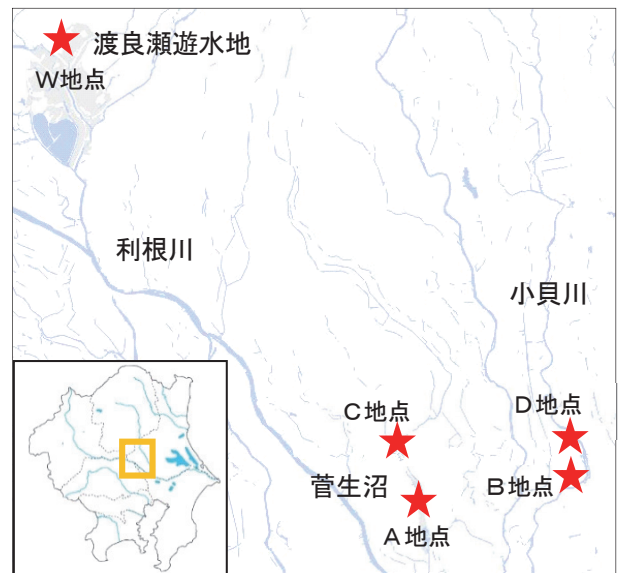 渡良瀬遊水地
W地点
利根川
小貝川
C地点
D地点
菅生沼
B地点
A地点